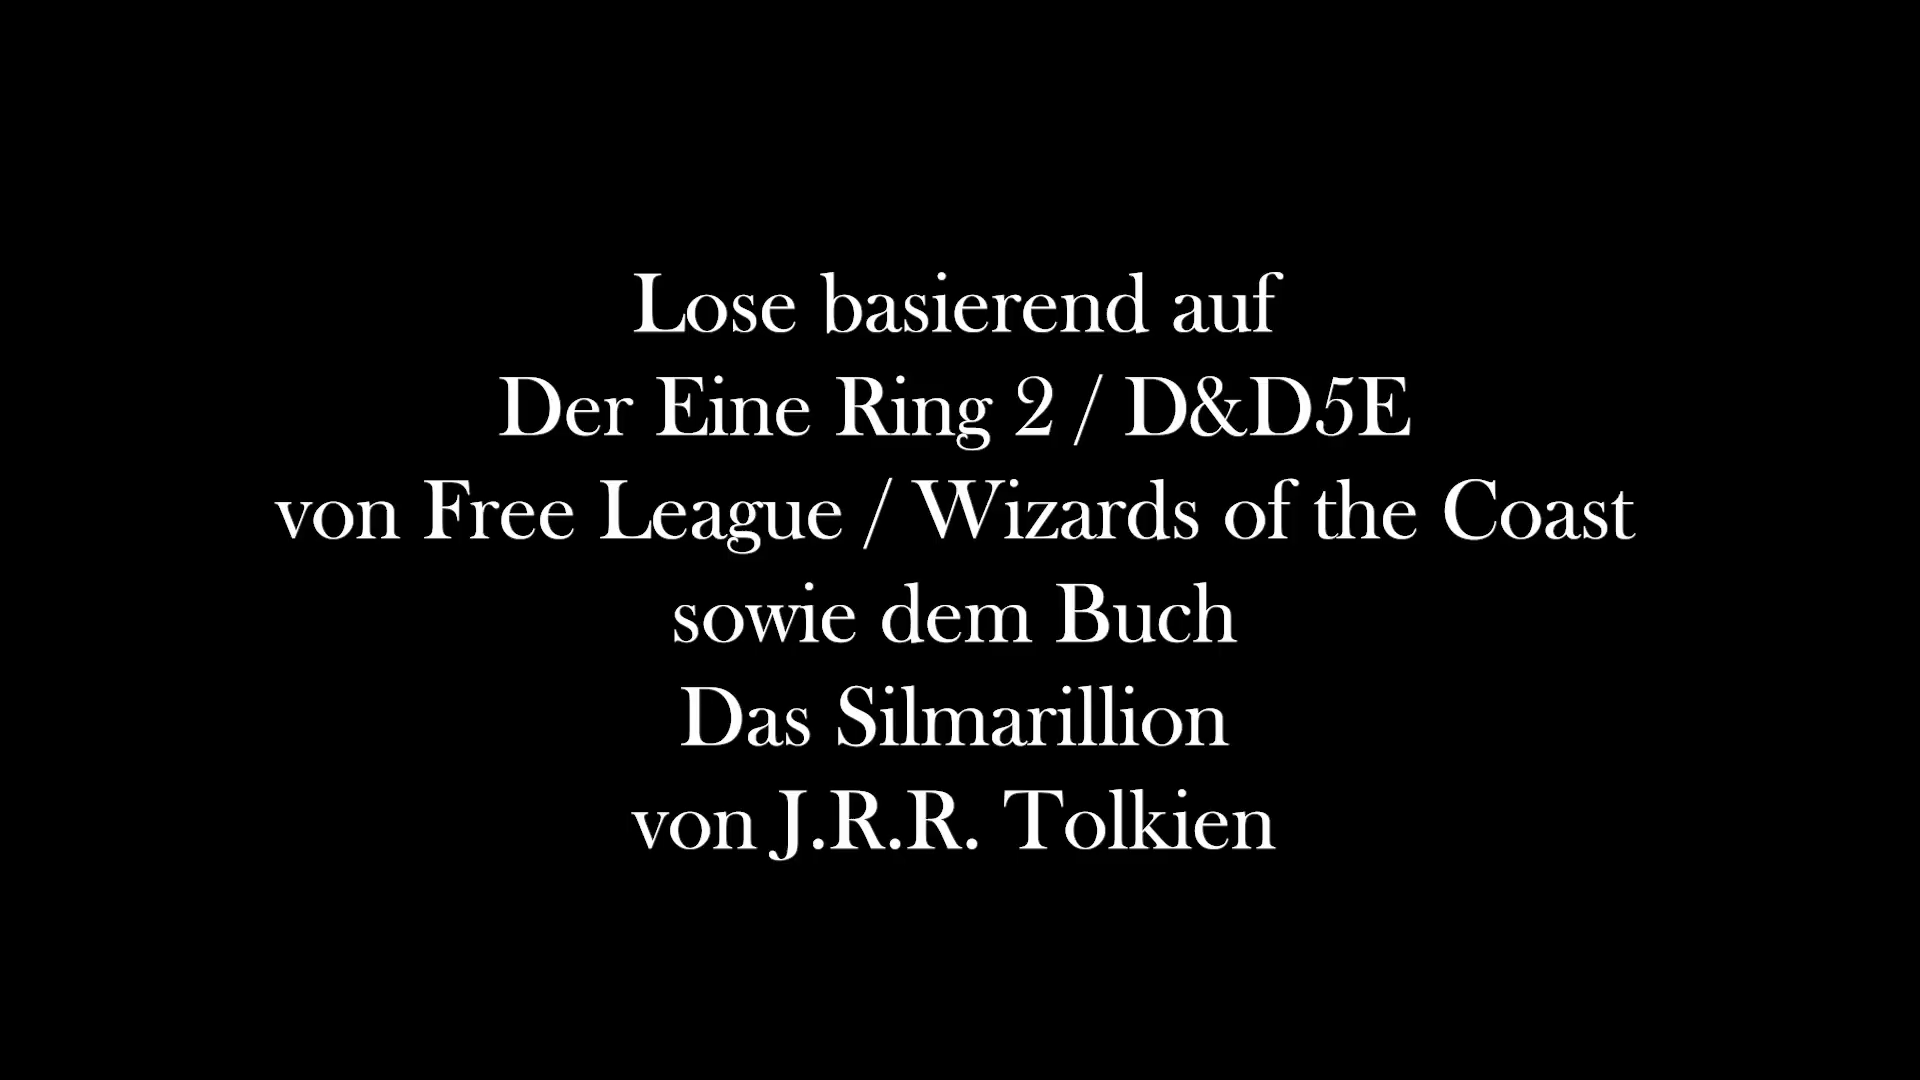 Lose basierend auf
Der Eine Ring 2 / D&D5E
von Free League / Wizards of the Coast
sowie dem Buch
Das Silmarillion
von J.R.R. Tolkien